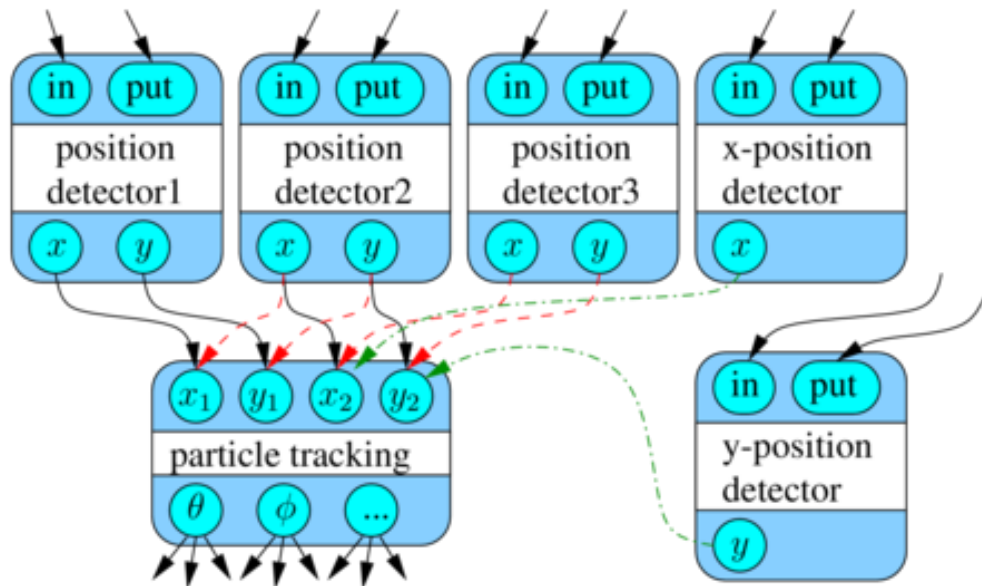 in put
in put
in put
in put
position
detector1
position
detector2
position
detector3
x-position
detector
x y
x y
x y
x
x₁ y₁ x₂ y₂
particle tracking
θ ϕ ...
in put
y-position
detector
y